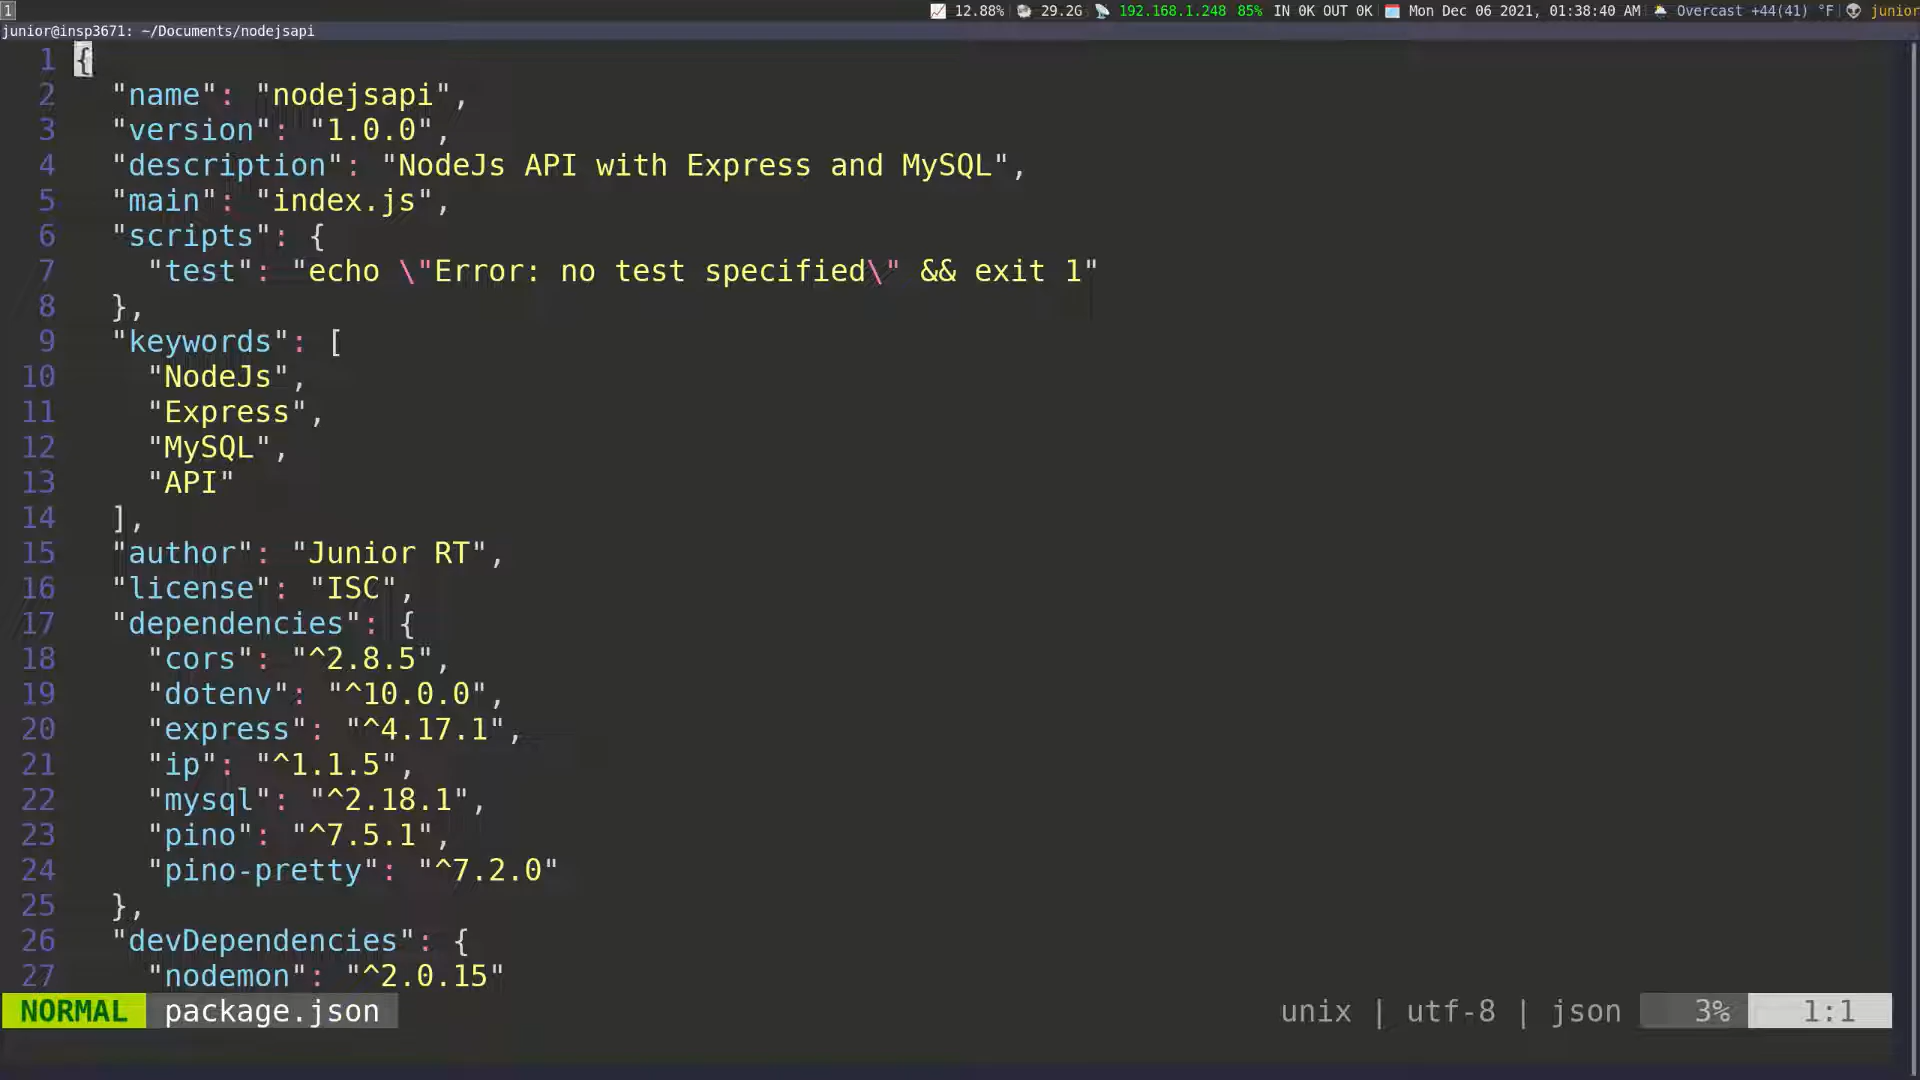 1 12.88% 29.2G 192.168.1.248 85% IN 0K OUT 0K Mon Dec 06 2021, 01:38:40 AM Overcast +44(41) °F junior
junior@insp3671: ~/Documents/nodejsapi
1 {
2   "name": "nodejsapi",
3   "version": "1.0.0",
4   "description": "NodeJs API with Express and MySQL",
5   "main": "index.js",
6   "scripts": {
7     "test": "echo \"Error: no test specified\" && exit 1"
8   },
9   "keywords": [
10     "NodeJs",
11     "Express",
12     "MySQL",
13     "API"
14   ],
15   "author": "Junior RT",
16   "license": "ISC",
17   "dependencies": {
18     "cors": "^2.8.5",
19     "dotenv": "^10.0.0",
20     "express": "^4.17.1",
21     "ip": "^1.1.5",
22     "mysql": "^2.18.1",
23     "pino": "^7.5.1",
24     "pino-pretty": "^7.2.0"
25   },
26   "devDependencies": {
27     "nodemon": "^2.0.15"
NORMAL package.json unix | utf-8 | json 3% 1:1